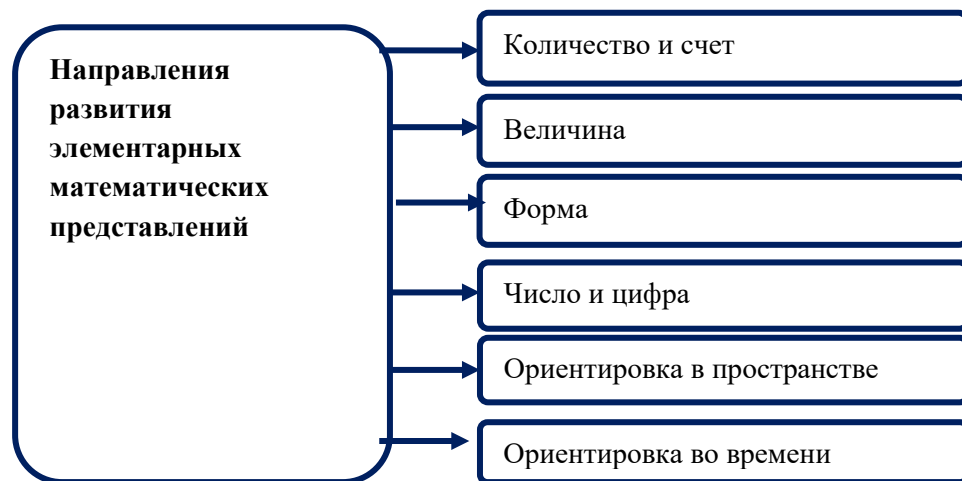 Направления
развития
элементарных
математических
представлений
Количество и счет
Величина
Форма
Число и цифра
Ориентировка в пространстве
Ориентировка во времени